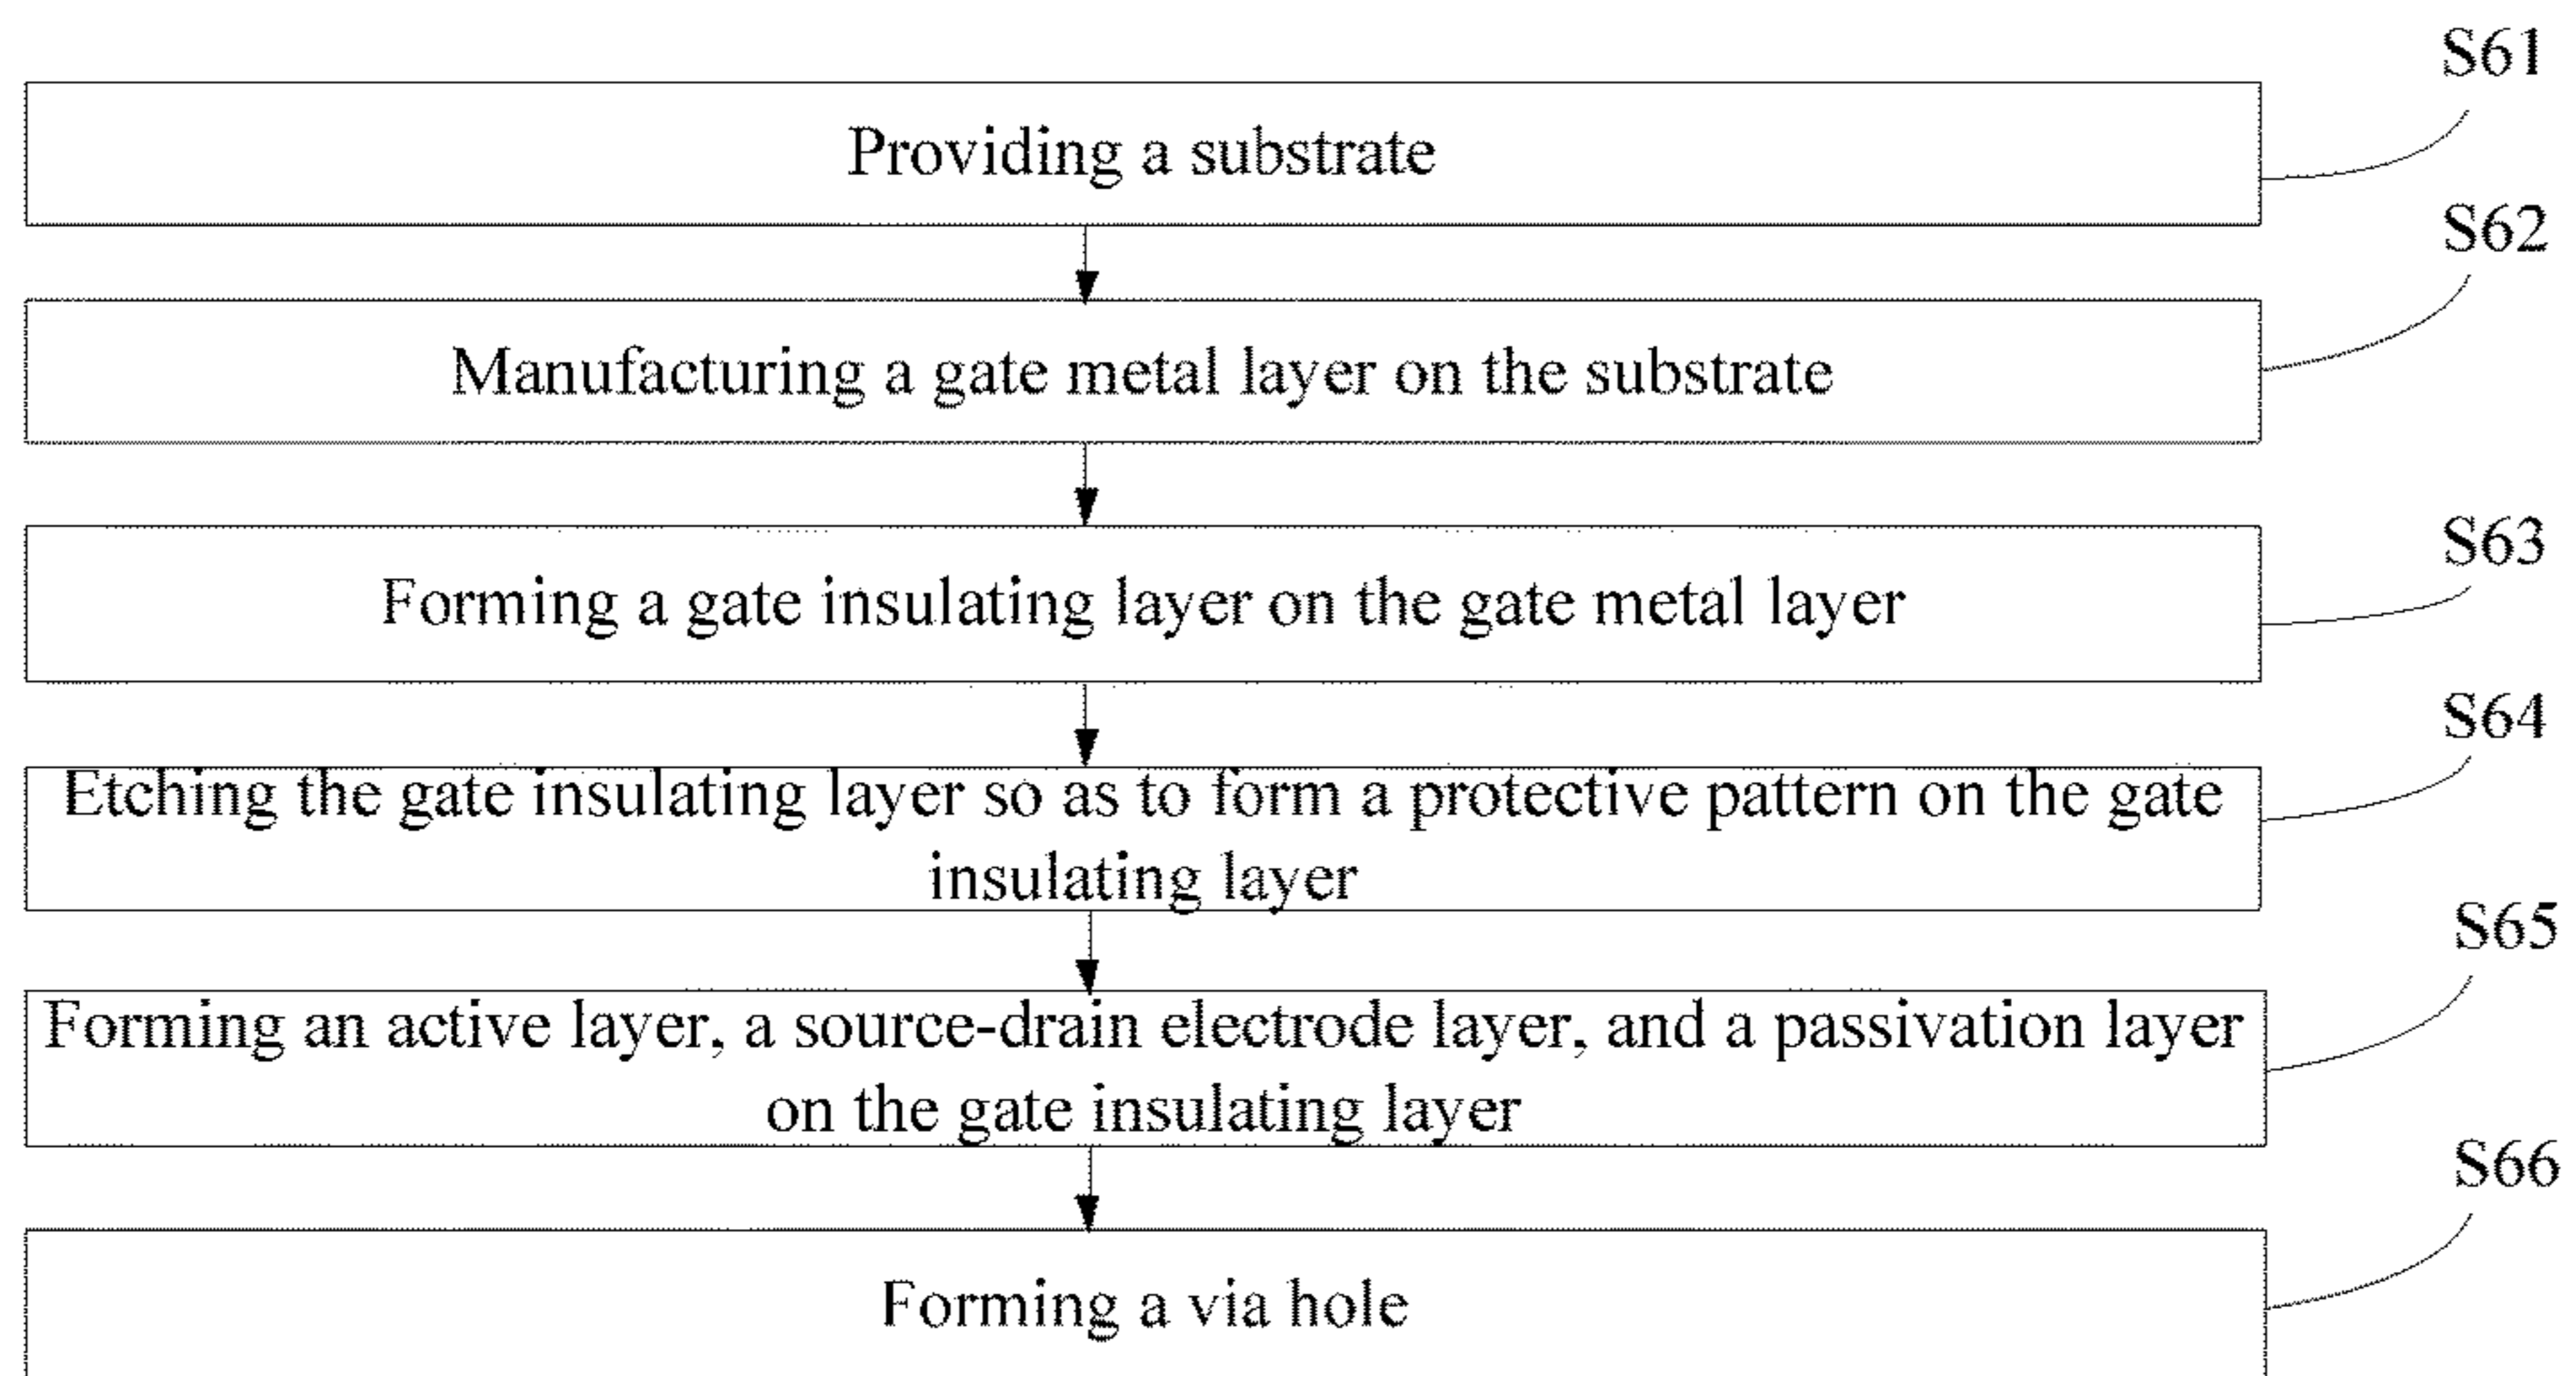 S61
Providing a substrate
S62
Manufacturing a gate metal layer on the substrate
S63
Forming a gate insulating layer on the gate metal layer
S64
Etching the gate insulating layer so as to form a protective pattern on the gate
insulating layer
S65
Forming an active layer, a source-drain electrode layer, and a passivation layer
on the gate insulating layer
S66
Forming a via hole